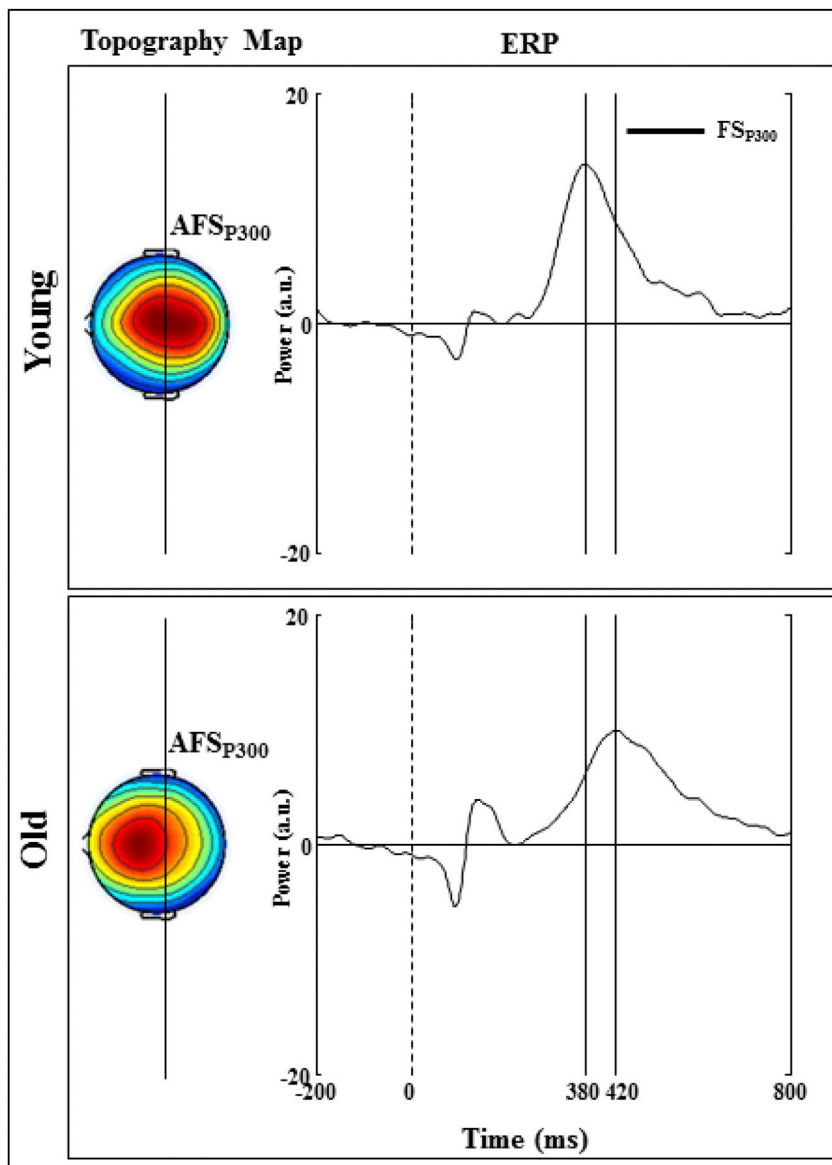 Topography Map ERP
Young
AFSP300
20
0
-20
Power (a.u.)
FSP300
Old
AFSP300
20
0
-20
Power (a.u.)
-200 0 380 420 800
Time (ms)